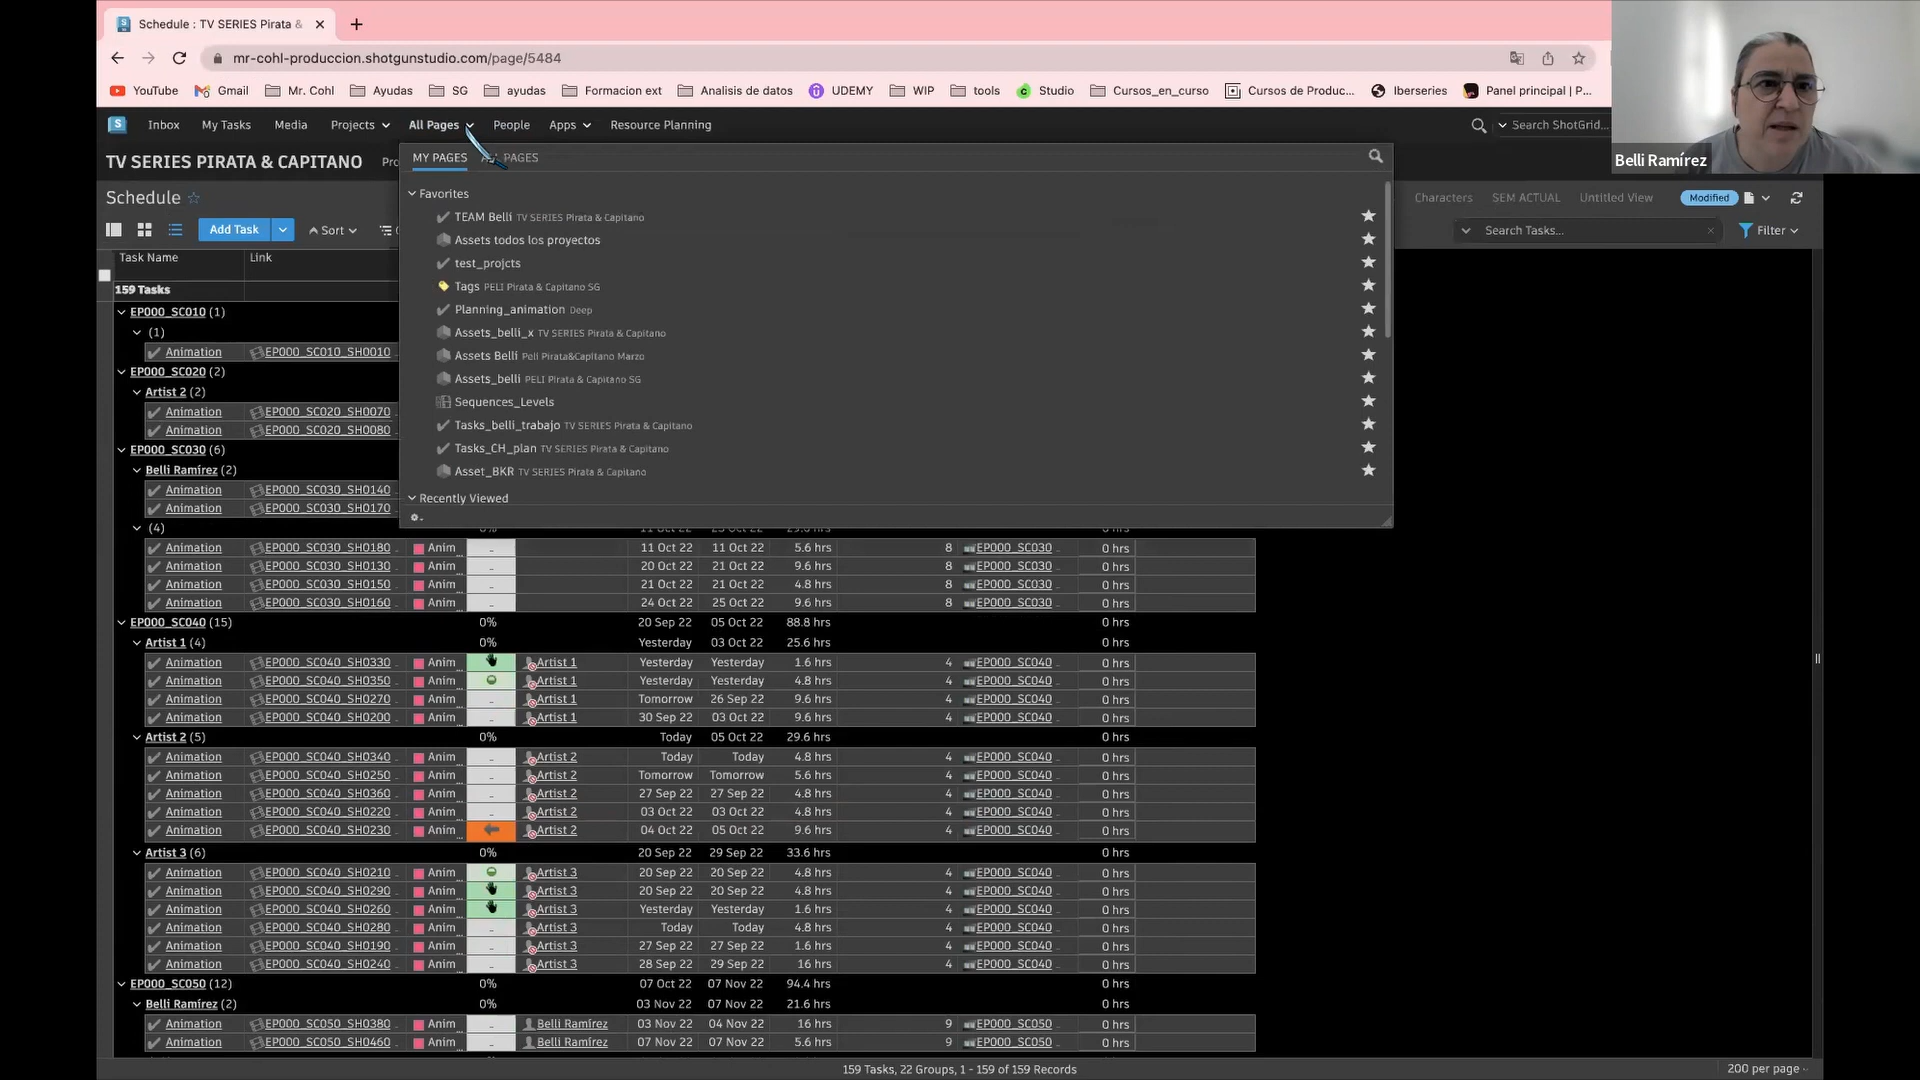 Schedule : TV SERIES Pirata &
mr-cohl-produccion.shotgunstudio.com/page/5484
YouTube Gmail Mr. Cohl Ayudas SG ayudas Formacion ext Analisis de datos UDEMY WIP tools Studio Cursos_en_curso Cursos de Produc... Iberseries Panel principal | P...
Inbox My Tasks Media Projects All Pages People Apps Resource Planning Search ShotGrid...
Belli Ramírez
TV SERIES PIRATA & CAPITANO
MY PAGES PAGES
Schedule Characters SEM ACTUAL Untitled View Modified
Favorites
Add Task Sort Search Tasks... Filter
TEAM Belli TV SERIES Pirata & Capitano
Assets todos los proyectos
test_projcts
Tags PELI Pirata & Capitano SG
Planning_animation Deep
Assets_belli_x TV SERIES Pirata & Capitano
Assets Belli Peli Pirata&Capitano Marzo
Assets_belli PELI Pirata & Capitano SG
Sequences_Levels
Tasks_belli_trabajo TV SERIES Pirata & Capitano
Tasks_CH_plan TV SERIES Pirata & Capitano
Asset_BKR TV SERIES Pirata & Capitano
Recently Viewed
Task Name Link
159 Tasks
EP000_SC010 (1)
(1)
Animation EP000_SC010_SH0010
EP000_SC020 (2)
Artist 2 (2)
Animation EP000_SC020_SH0070
Animation EP000_SC020_SH0080
EP000_SC030 (6)
Belli Ramírez (2)
Animation EP000_SC030_SH0140
Animation EP000_SC030_SH0170
(4)
Animation EP000_SC030_SH0180 Anim 11 Oct 22 11 Oct 22 5.6 hrs 8 EP000_SC030 0 hrs
Animation EP000_SC030_SH0130 Anim 20 Oct 22 21 Oct 22 9.6 hrs 8 EP000_SC030 0 hrs
Animation EP000_SC030_SH0150 Anim 21 Oct 22 21 Oct 22 4.8 hrs 8 EP000_SC030 0 hrs
Animation EP000_SC030_SH0160 Anim 24 Oct 22 25 Oct 22 9.6 hrs 8 EP000_SC030 0 hrs
EP000_SC040 (15) 0% 20 Sep 22 05 Oct 22 88.8 hrs 0 hrs
Artist 1 (4) 0% Yesterday 03 Oct 22 25.6 hrs 0 hrs
Animation EP000_SC040_SH0330 Anim Artist 1 Yesterday Yesterday 1.6 hrs 4 EP000_SC040 0 hrs
Animation EP000_SC040_SH0350 Anim Artist 1 Yesterday Yesterday 4.8 hrs 4 EP000_SC040 0 hrs
Animation EP000_SC040_SH0270 Anim Artist 1 Tomorrow 26 Sep 22 9.6 hrs 4 EP000_SC040 0 hrs
Animation EP000_SC040_SH0200 Anim Artist 1 30 Sep 22 03 Oct 22 9.6 hrs 4 EP000_SC040 0 hrs
Artist 2 (5) 0% Today 05 Oct 22 29.6 hrs 0 hrs
Animation EP000_SC040_SH0340 Anim Artist 2 Today Today 4.8 hrs 4 EP000_SC040 0 hrs
Animation EP000_SC040_SH0250 Anim Artist 2 Tomorrow Tomorrow 5.6 hrs 4 EP000_SC040 0 hrs
Animation EP000_SC040_SH0360 Anim Artist 2 27 Sep 22 27 Sep 22 4.8 hrs 4 EP000_SC040 0 hrs
Animation EP000_SC040_SH0220 Anim Artist 2 03 Oct 22 03 Oct 22 4.8 hrs 4 EP000_SC040 0 hrs
Animation EP000_SC040_SH0230 Anim Artist 2 04 Oct 22 05 Oct 22 9.6 hrs 4 EP000_SC040 0 hrs
Artist 3 (6) 0% 20 Sep 22 29 Sep 22 33.6 hrs 0 hrs
Animation EP000_SC040_SH0210 Anim Artist 3 20 Sep 22 20 Sep 22 4.8 hrs 4 EP000_SC040 0 hrs
Animation EP000_SC040_SH0290 Anim Artist 3 20 Sep 22 20 Sep 22 4.8 hrs 4 EP000_SC040 0 hrs
Animation EP000_SC040_SH0260 Anim Artist 3 Yesterday Yesterday 1.6 hrs 4 EP000_SC040 0 hrs
Animation EP000_SC040_SH0280 Anim Artist 3 Today Today 4.8 hrs 4 EP000_SC040 0 hrs
Animation EP000_SC040_SH0190 Anim Artist 3 27 Sep 22 27 Sep 22 1.6 hrs 4 EP000_SC040 0 hrs
Animation EP000_SC040_SH0240 Anim Artist 3 28 Sep 22 29 Sep 22 16 hrs 4 EP000_SC040 0 hrs
EP000_SC050 (12) 0% 07 Oct 22 07 Nov 22 94.4 hrs 0 hrs
Belli Ramírez (2) 0% 03 Nov 22 07 Nov 22 21.6 hrs 0 hrs
Animation EP000_SC050_SH0380 Anim Belli Ramírez 03 Nov 22 04 Nov 22 16 hrs 9 EP000_SC050 0 hrs
Animation EP000_SC050_SH0460 Anim Belli Ramírez 07 Nov 22 07 Nov 22 5.6 hrs 9 EP000_SC050 0 hrs
159 Tasks, 22 Groups, 1 - 159 of 159 Records 200 per page